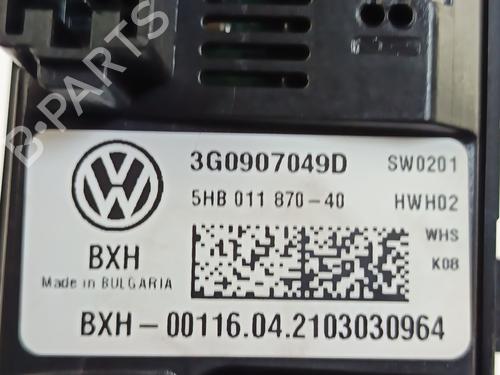 B-PARTS
3G0907049D SW0201
5HB 011 870-40 HWH02
WHS
BXH K08
Made in BULGARIA
BXH-00116.04.2103030964